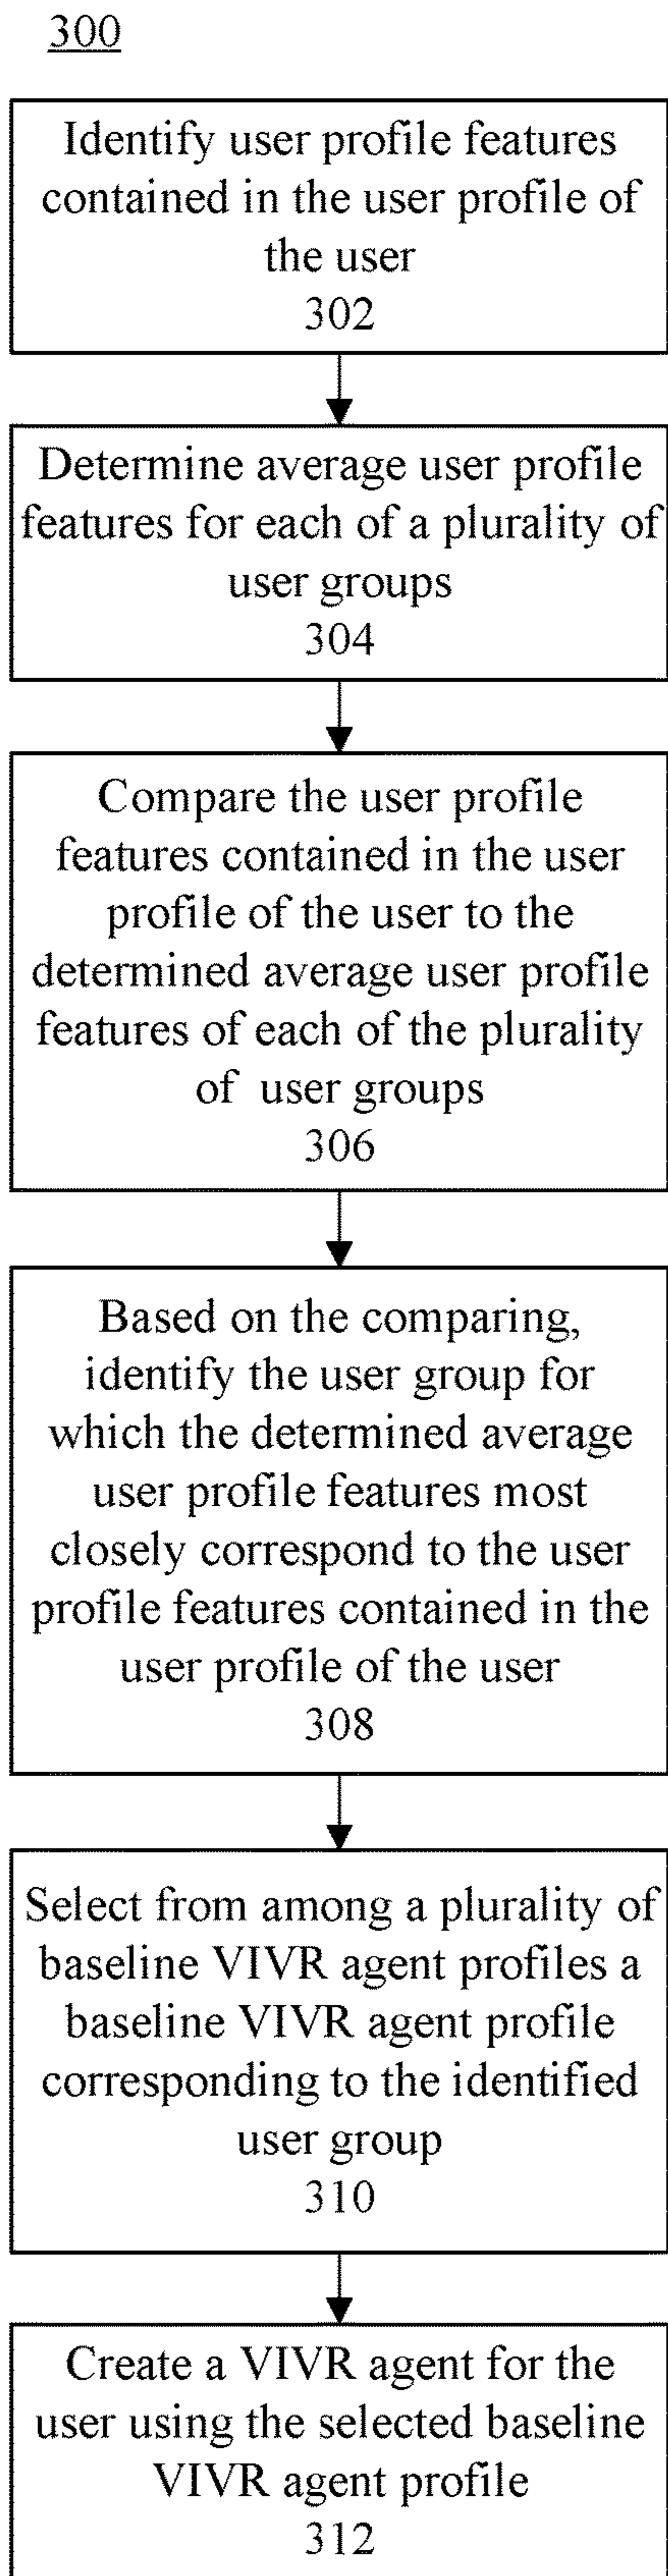 300
Identify user profile features
contained in the user profile of
the user
302
Determine average user profile
features for each of a plurality of
user groups
304
Compare the user profile
features contained in the user
profile of the user to the
determined average user profile
features of each of the plurality
of user groups
306
Based on the comparing,
identify the user group for
which the determined average
user profile features most
closely correspond to the user
profile features contained in the
user profile of the user
308
Select from among a plurality of
baseline VIVR agent profiles a
baseline VIVR agent profile
corresponding to the identified
user group
310
Create a VIVR agent for the
user using the selected baseline
VIVR agent profile
312